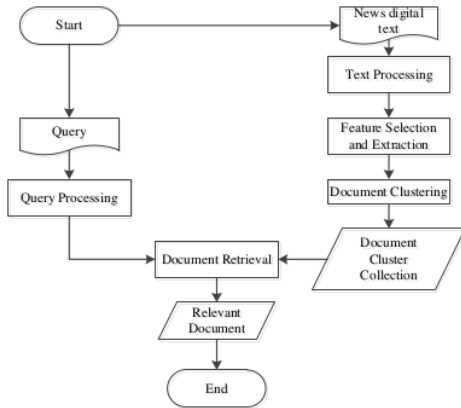 Start
News digital
text
Text Processing
Query
Feature Selection
and Extraction
Query Processing
Document Clustering
Document Retrieval
Document
Cluster
Collection
Relevant
Document
End